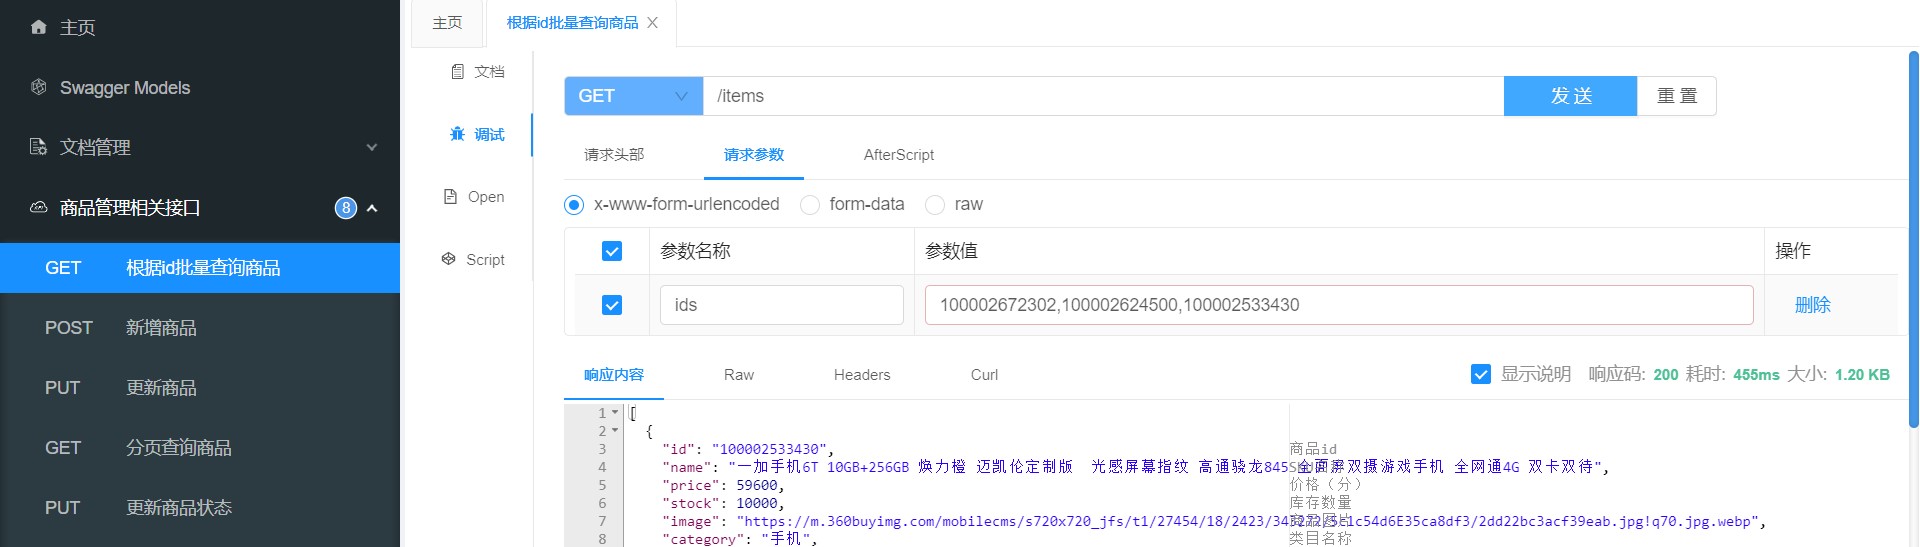 主页
Swagger Models
文档管理
商品管理相关接口 8
GET 根据id批量查询商品
POST 新增商品
PUT 更新商品
GET 分页查询商品
PUT 更新商品状态
主页 根据id批量查询商品
文档
调试
Open
Script
GET /items 发 送 重 置
请求头部 请求参数 AfterScript
x-www-form-urlencoded form-data raw
参数名称 参数值 操作
ids 100002672302,100002624500,100002533430 删除
响应内容 Raw Headers Curl 显示说明 响应码: 200 耗时: 455ms 大小: 1.20 KB
1 [
2 {
3 "id": "100002533430", 商品id
4 "name": "一加手机6T 10GB+256GB 焕力橙 迈凯伦定制版 光感屏幕指纹 高通骁龙845 全面屏双摄游戏手机 全网通4G 双卡双待",
5 "price": 59600, 价格（分）
6 "stock": 10000, 库存数量
7 "image": "https://m.360buyimg.com/mobilecms/s720x720_jfs/t1/27454/18/2423/
8 "category": "手机", 类目名称